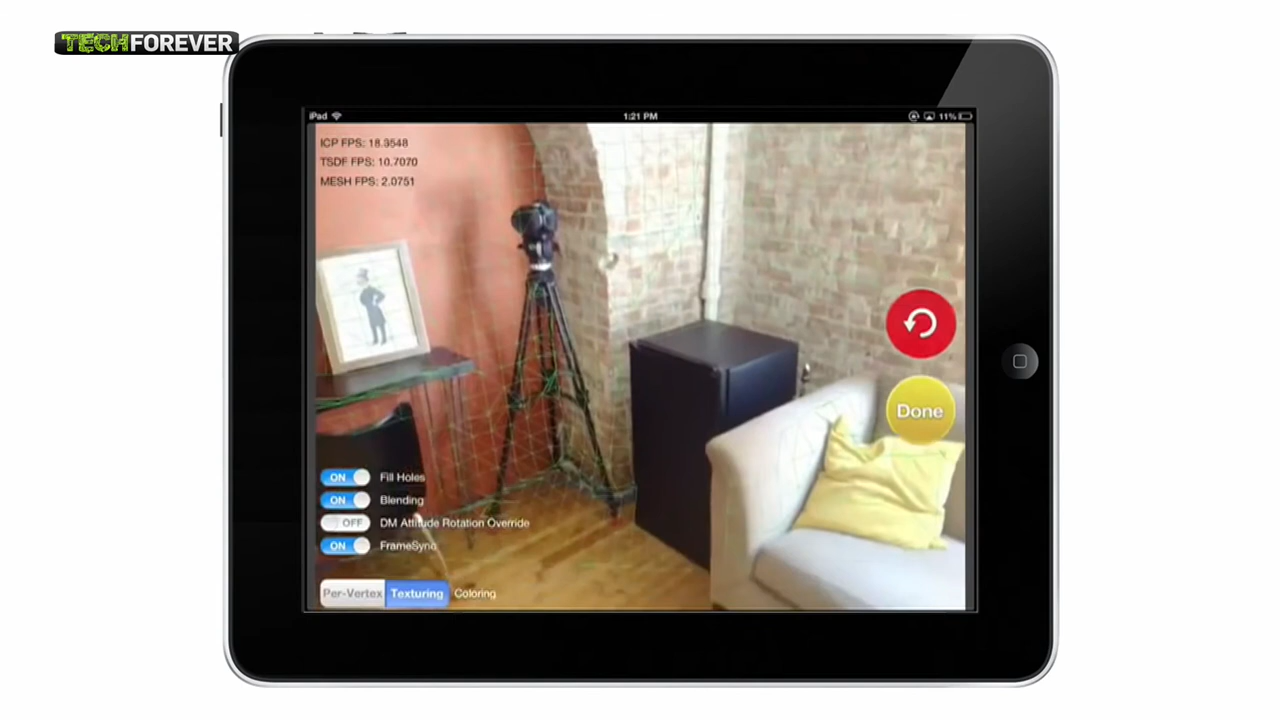 TECHFOREVER
iPad
1:21 PM
11%
ICP FPS: 18.3548
TSDF FPS: 10.7070
MESH FPS: 2.0751
Done
ON Fill Holes
ON Blending
OFF DM Attitude Rotation Override
ON FrameSync
Per-Vertex Texturing Coloring